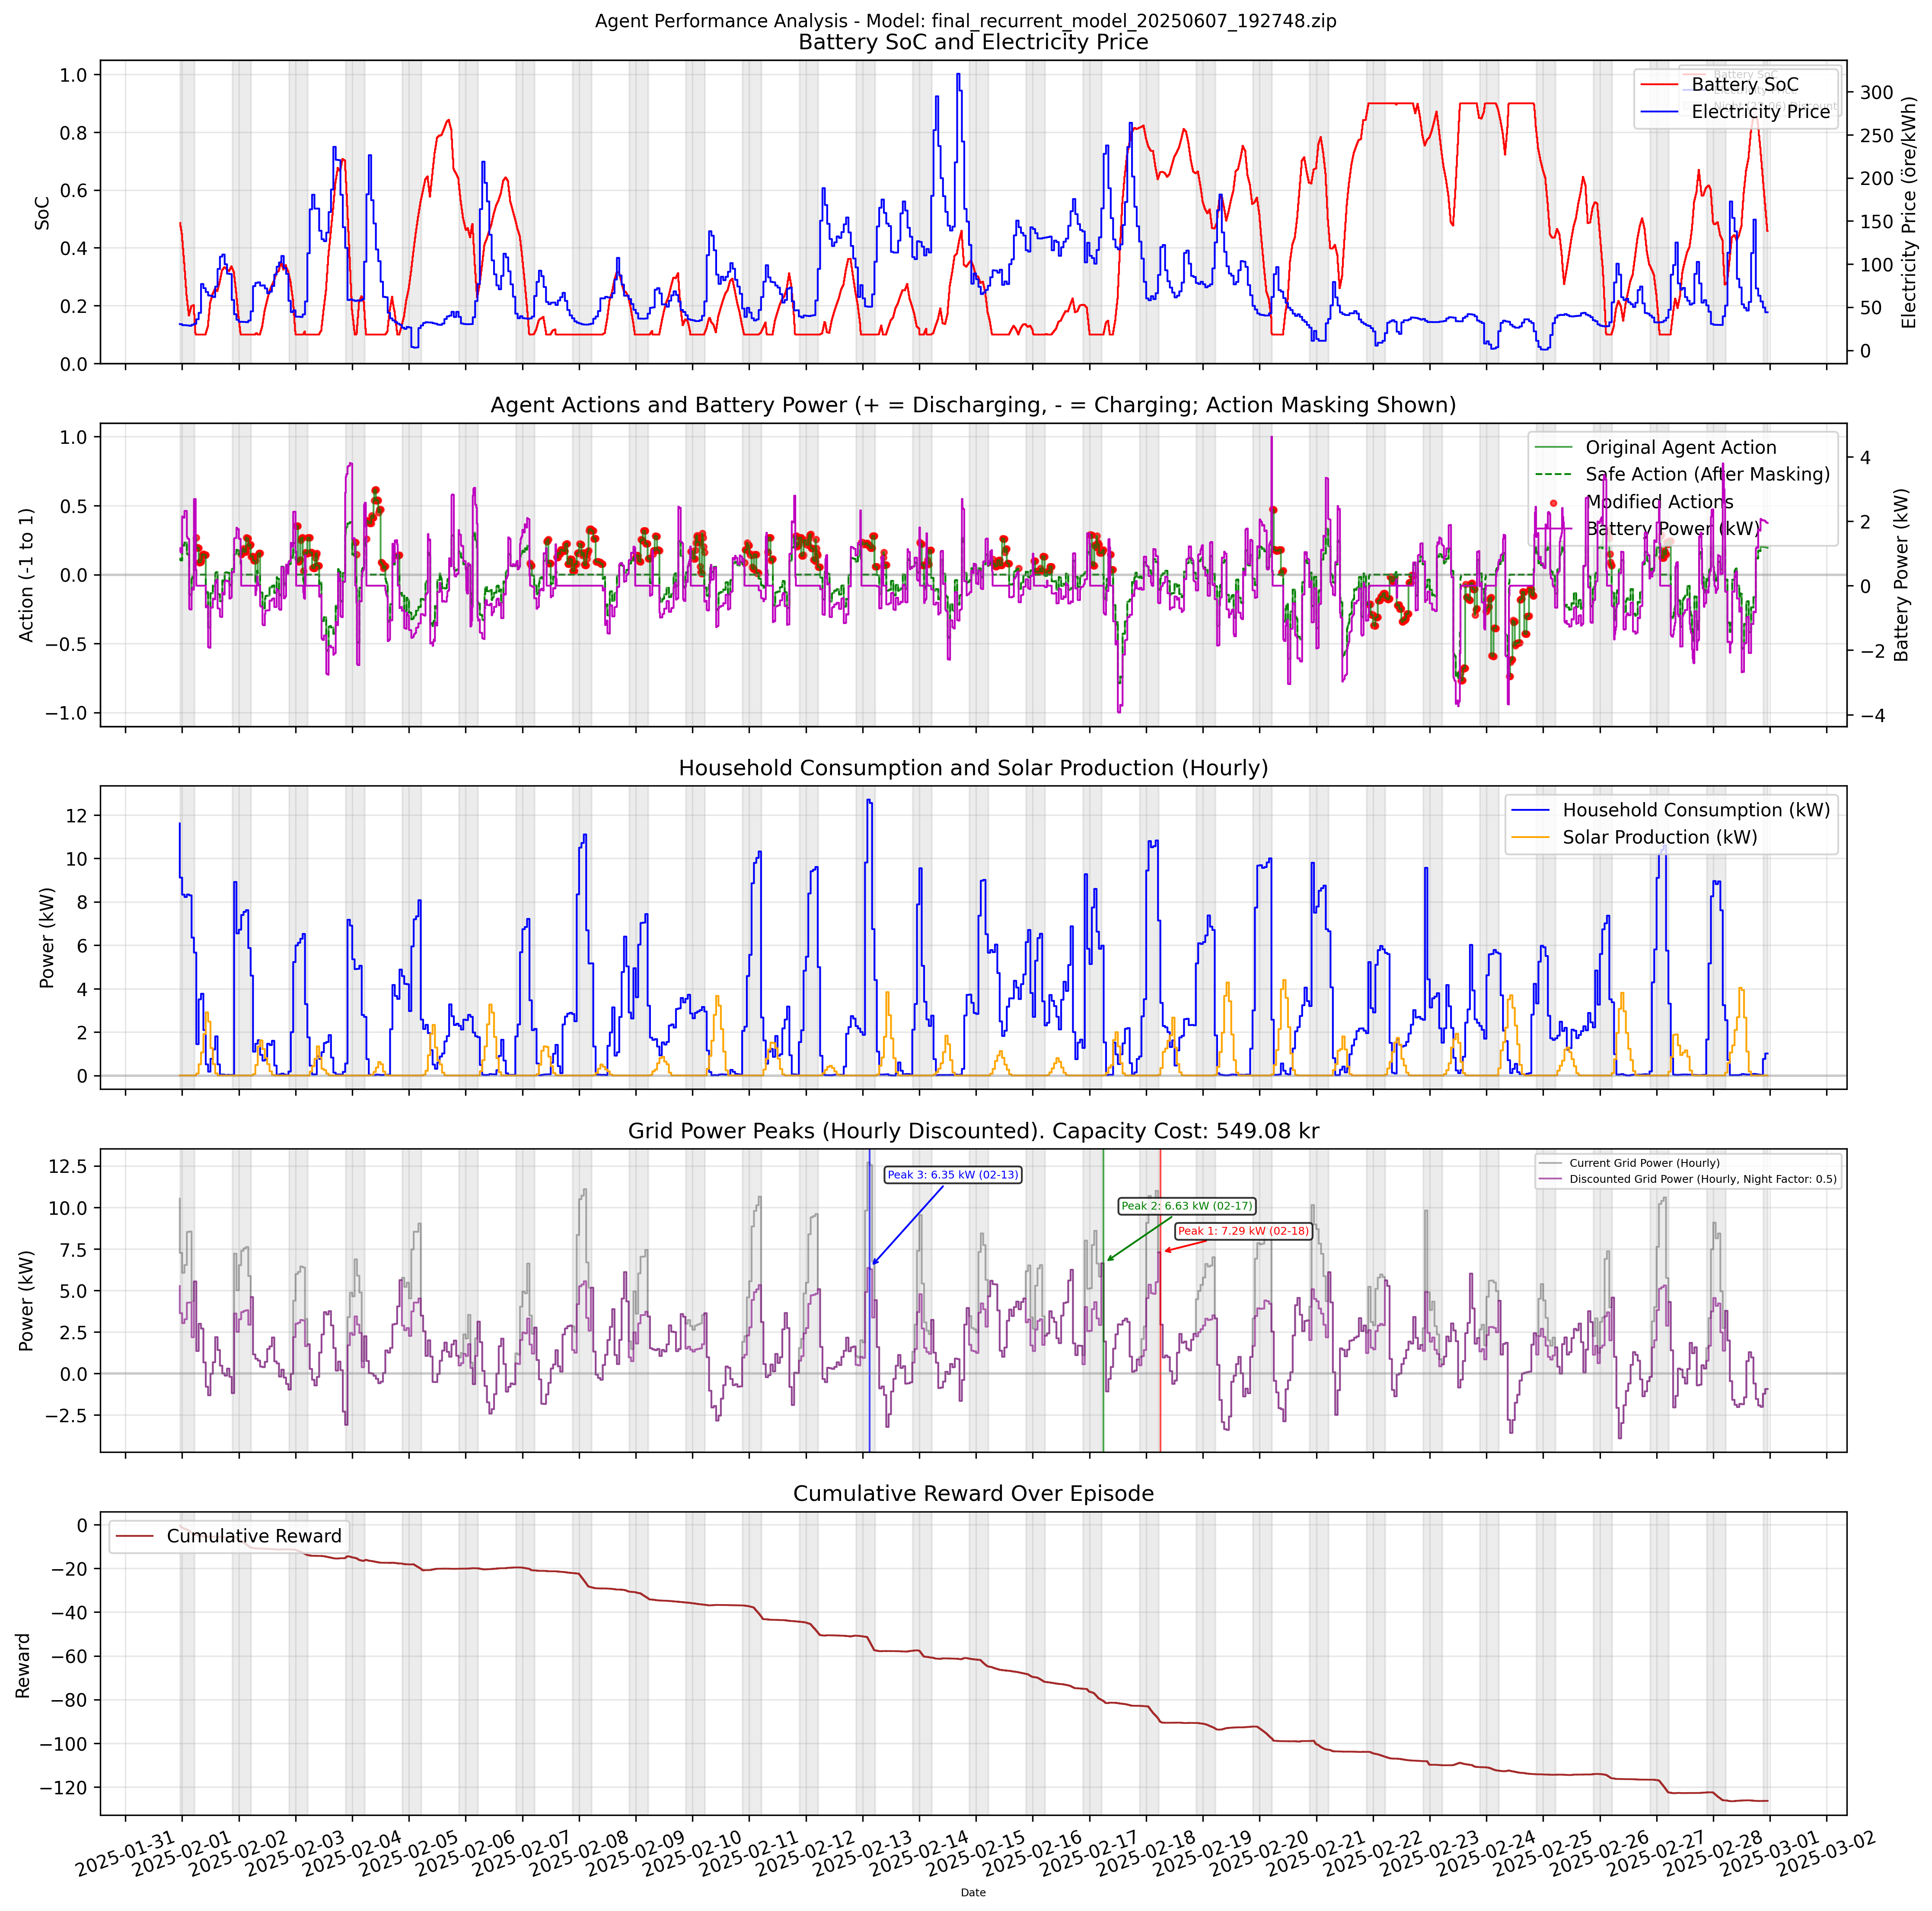 Agent Performance Analysis - Model: final_recurrent_model_20250607_192748.zip
Battery SoC and Electricity Price
1.0
0.8
0.6
0.4
0.2
0.0
SoC
300
250
200
150
100
50
0
Electricity Price (öre/kWh)
Battery SoC
Electricity Price
Agent Actions and Battery Power (+ = Discharging, - = Charging; Action Masking Shown)
1.0
0.5
0.0
−0.5
−1.0
Action (-1 to 1)
4
2
0
−2
−4
Battery Power (kW)
Original Agent Action
Safe Action (After Masking)
Modified Actions
Battery Power (kW)
Household Consumption and Solar Production (Hourly)
12
10
8
6
4
2
0
Power (kW)
Household Consumption (kW)
Solar Production (kW)
Grid Power Peaks (Hourly Discounted). Capacity Cost: 549.08 kr
12.5
10.0
7.5
5.0
2.5
0.0
−2.5
Power (kW)
Peak 3: 6.35 kW (02-13)
Peak 2: 6.63 kW (02-17)
Peak 1: 7.29 kW (02-18)
Current Grid Power (Hourly)
Discounted Grid Power (Hourly, Night Factor: 0.5)
Cumulative Reward Over Episode
0
−20
−40
−60
−80
−100
−120
Reward
Cumulative Reward
2025-01-31
2025-02-01
2025-02-02
2025-02-03
2025-02-04
2025-02-05
2025-02-06
2025-02-07
2025-02-08
2025-02-09
2025-02-10
2025-02-11
2025-02-12
2025-02-13
2025-02-14
2025-02-15
2025-02-16
2025-02-17
2025-02-18
2025-02-19
2025-02-20
2025-02-21
2025-02-22
2025-02-23
2025-02-24
2025-02-25
2025-02-26
2025-02-27
2025-02-28
2025-03-01
2025-03-02
Date